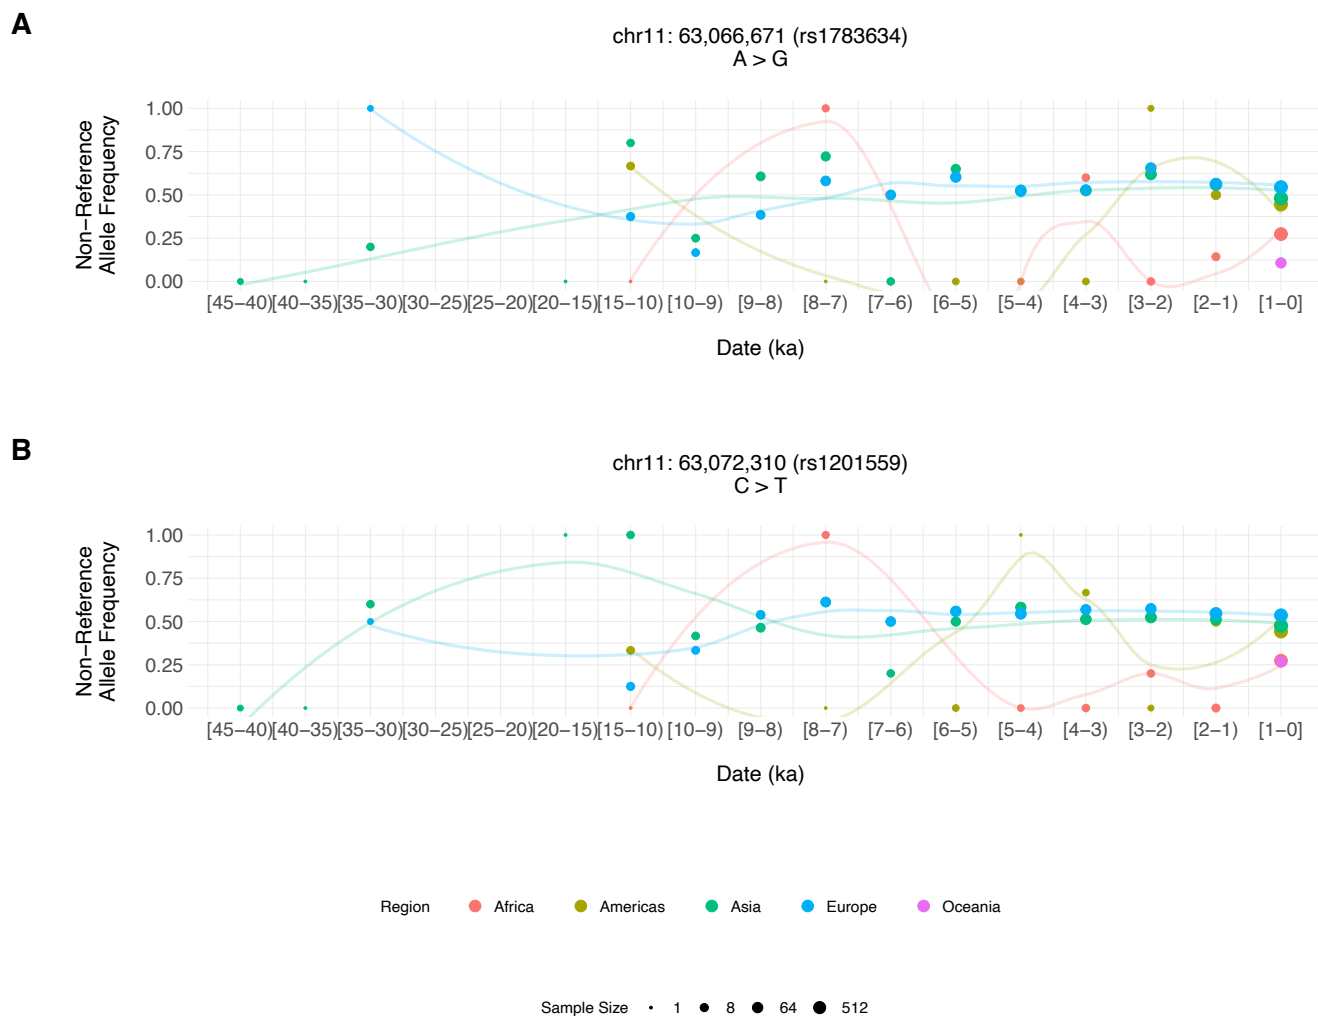 A
chr11: 63,066,671 (rs1783634)
A > G
Non−Reference
Allele Frequency
1.00
0.75
0.50
0.25
0.00
[45−40) [40−35) [35−30) [30−25) [25−20) [20−15) [15−10) [10−9) [9−8) [8−7) [7−6) [6−5) [5−4) [4−3) [3−2) [2−1) [1−0]
Date (ka)
B
chr11: 63,072,310 (rs1201559)
C > T
Non−Reference
Allele Frequency
1.00
0.75
0.50
0.25
0.00
[45−40) [40−35) [35−30) [30−25) [25−20) [20−15) [15−10) [10−9) [9−8) [8−7) [7−6) [6−5) [5−4) [4−3) [3−2) [2−1) [1−0]
Date (ka)
Region Africa Americas Asia Europe Oceania
Sample Size 1 8 64 512